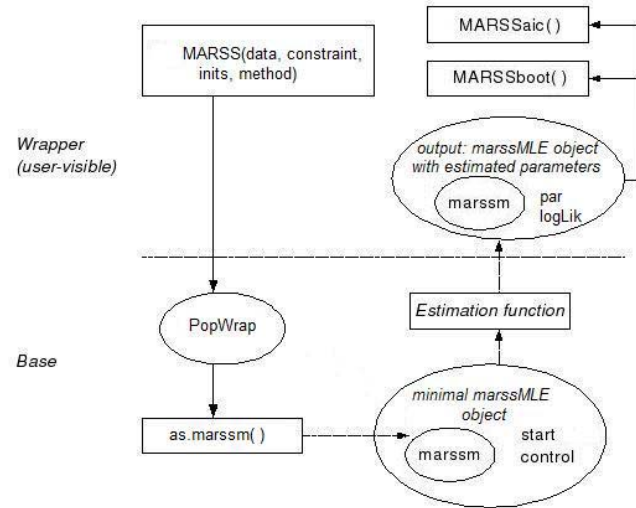 MARSS(data, constraint,
inits, method)
MARSSaic( )
MARSSboot( )
Wrapper
(user-visible)
output: marssMLE object
with estimated parameters
marssm
par
logLik
PopWrap
Estimation function
Base
minimal marssMLE
object
as.marssm( )
marssm
start
control